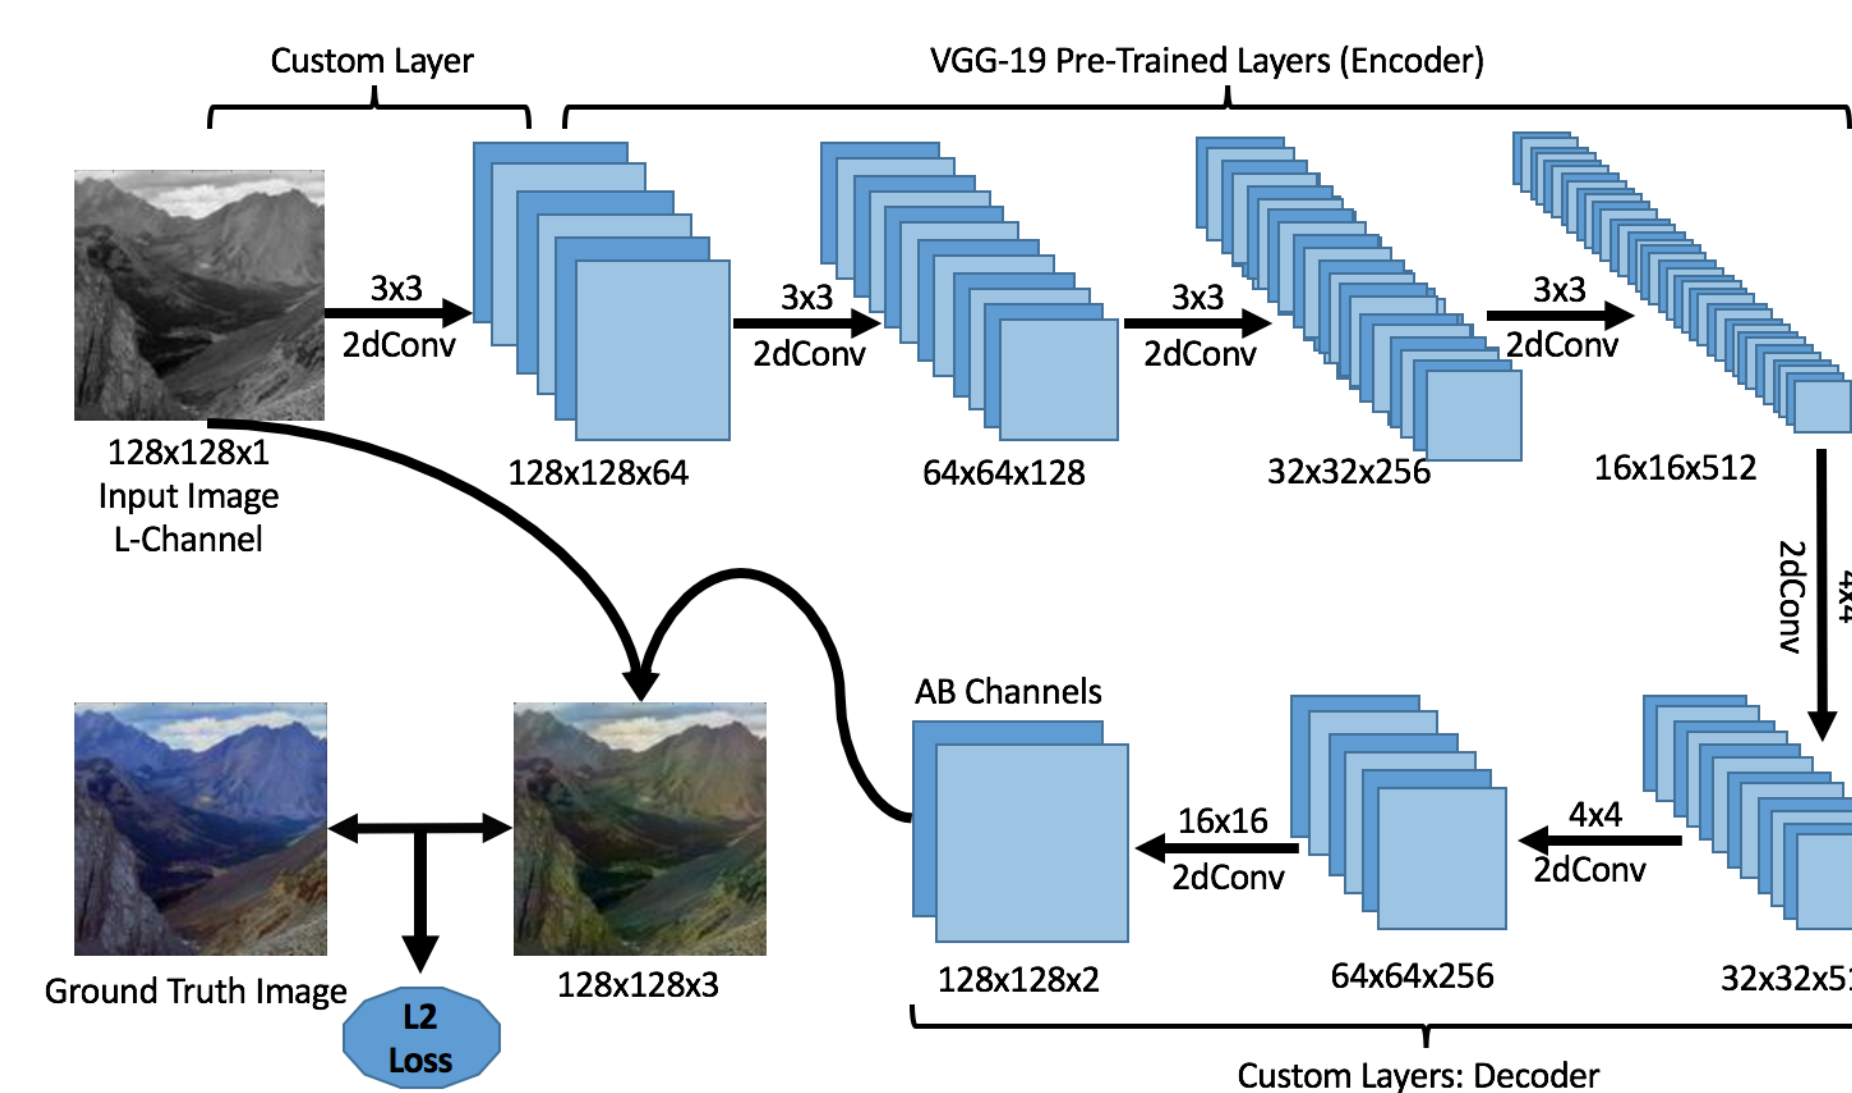 Custom Layer
VGG-19 Pre-Trained Layers (Encoder)
3x3
2dConv
3x3
2dConv
3x3
2dConv
3x3
2dConv
128x128x1
Input Image
L-Channel
128x128x64
64x64x128
32x32x256
16x16x512
4x4
2dConv
AB Channels
4x4
2dConv
16x16
2dConv
32x32x51
64x64x256
128x128x2
128x128x3
Ground Truth Image
L2
Loss
Custom Layers: Decoder